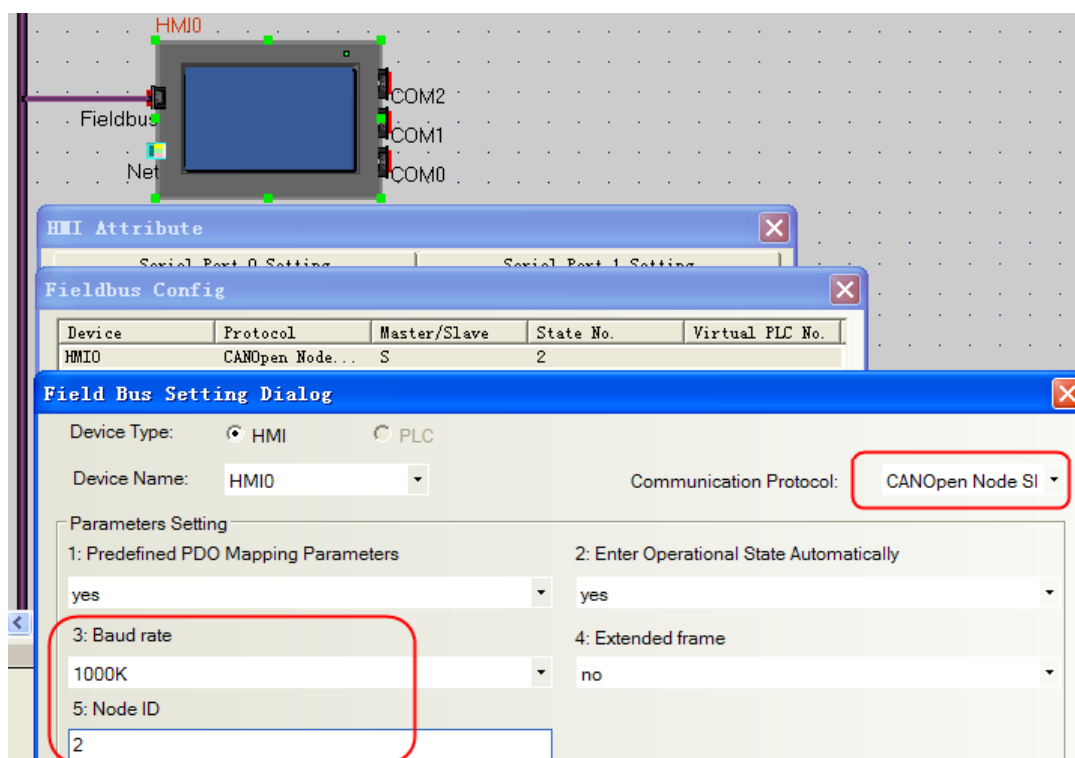 HMI0
COM2
Fieldbus
COM1
Net
COM0
HMI Attribute
Serial Port 0 Setting Serial Port 1 Setting
Fieldbus Config
Device Protocol Master/Slave State No. Virtual PLC No.
HMI0 CANOpen Node... S 2
Field Bus Setting Dialog
Device Type: HMI PLC
Device Name: HMI0 Communication Protocol: CANOpen Node Sl
Parameters Setting
1: Predefined PDO Mapping Parameters 2: Enter Operational State Automatically
yes yes
3: Baud rate 4: Extended frame
1000K no
5: Node ID
2